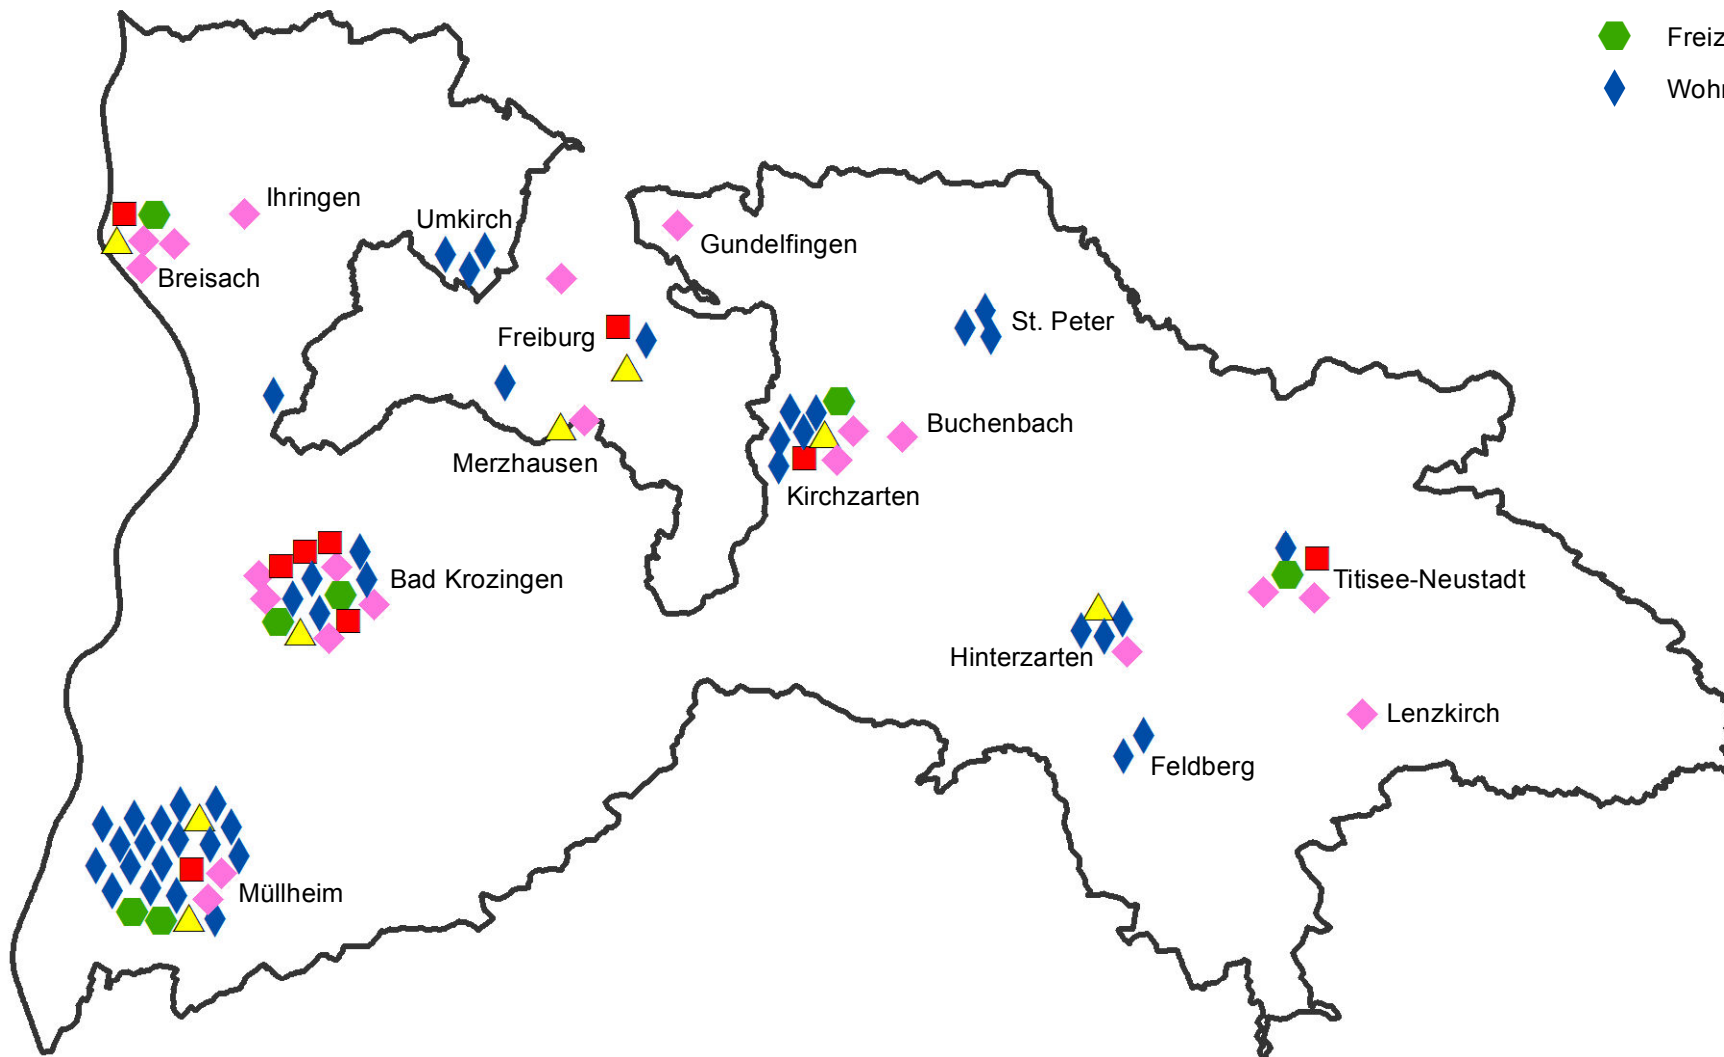 Freiz
Wohn
Ihringen
Umkirch
Gundelfingen
Breisach
St. Peter
Freiburg
Buchenbach
Merzhausen
Kirchzarten
Bad Krozingen
Titisee-Neustadt
Hinterzarten
Lenzkirch
Feldberg
Müllheim